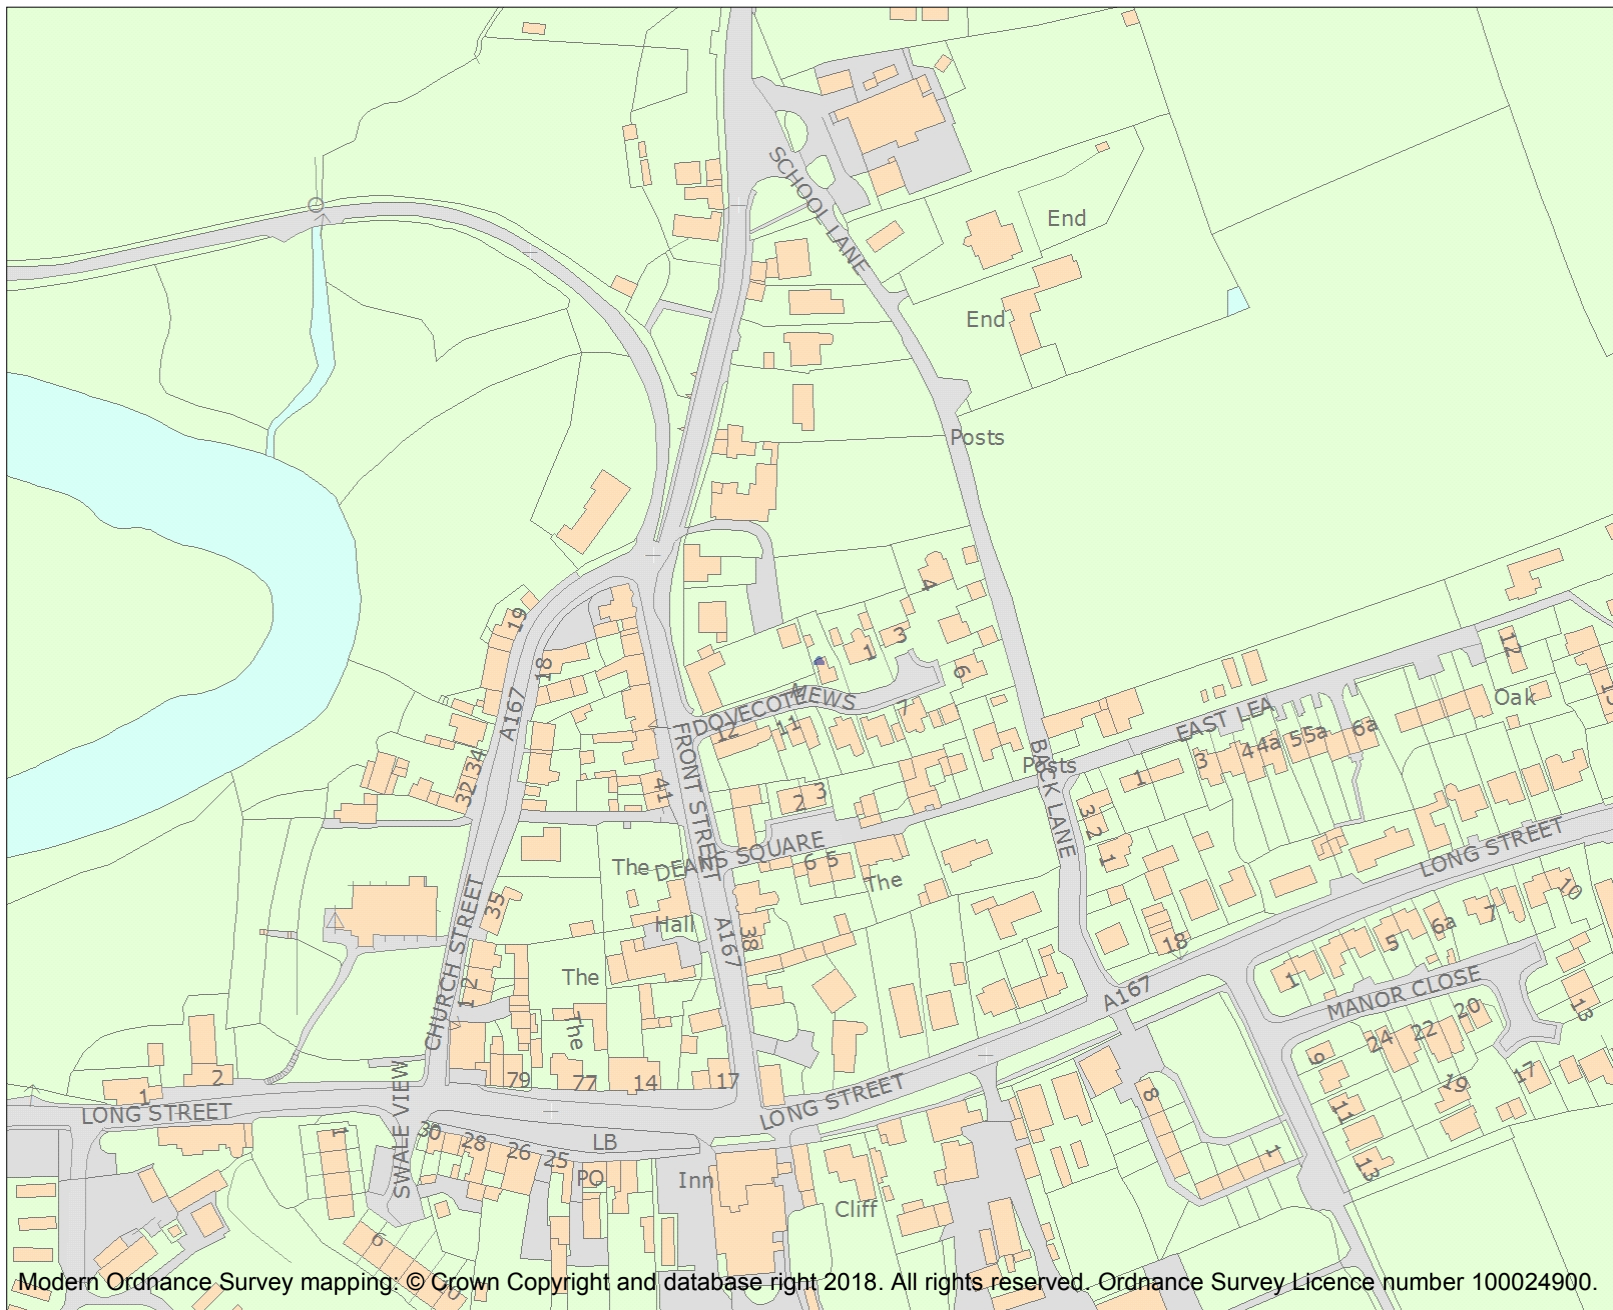 SCHOOL LANE
End
End
Posts
4
19
3
1
18
6
MEWS
DOVECOTE
12
Oak
A167
7
12
11
FRONT STREET
EAST LEA
BACK LANE
Posts
34
32
41
2 3
1
3
4
4a
5
5a
6a
3
2
1
DEANS SQUARE
The
6 5
The
LONG STREET
35
Hall
38
A167
18
5
6a
7
10
1
CHURCH STREET
1 2
The
The
A167
MANOR CLOSE
13
20
22
24
9
19
17
11
13
1
2
LONG STREET
SWALE VIEW
79
77
14
17
LONG STREET
8
1
1
30
28
26
25
LB
PO
Inn
Cliff
6
20
Modern Ordnance Survey mapping: © Crown Copyright and database right 2018. All rights reserved. Ordnance Survey Licence number 100024900.